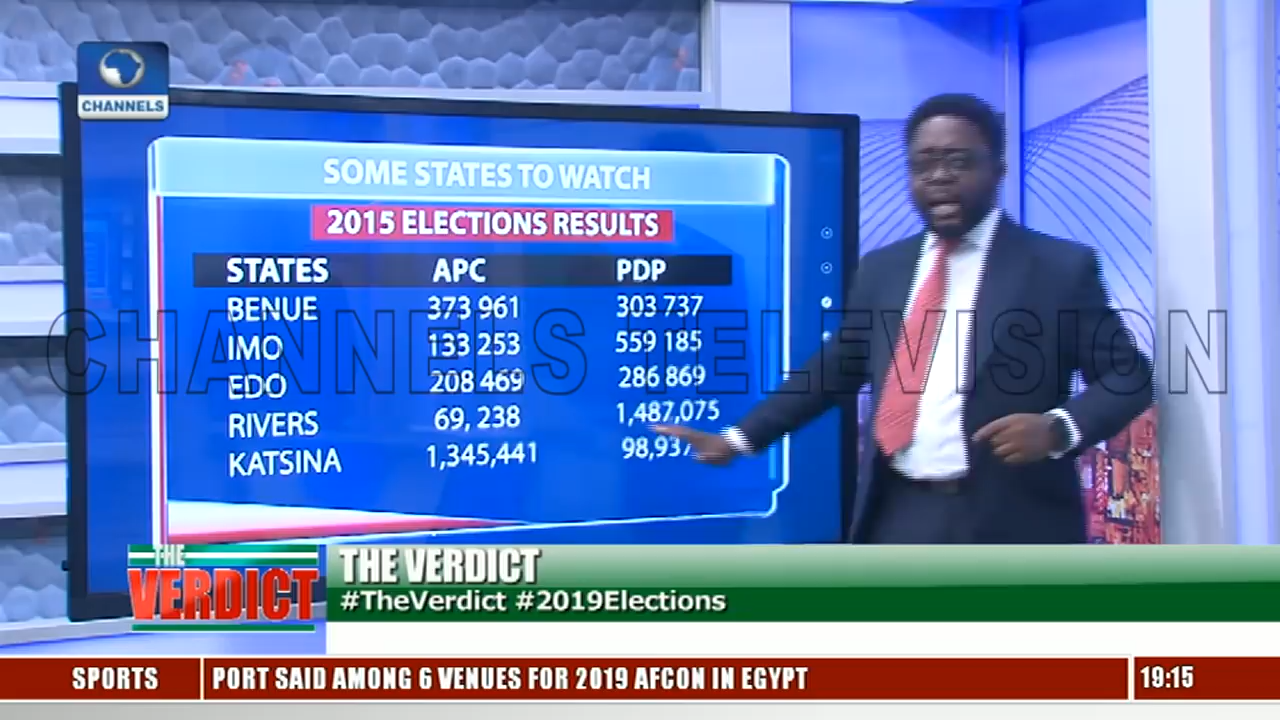 CHANNELS
SOME STATES TO WATCH
2015 ELECTIONS RESULTS
STATES APC PDP
BENUE 373 961 303 737
IMO 133 253 559 185
EDO 208 469 286 869
RIVERS 69, 238 1,487,075
KATSINA 1,345,441 98,937
CHANNELS TELEVISION
THE VERDICT
THE VERDICT
#TheVerdict #2019Elections
SPORTS PORT SAID AMONG 6 VENUES FOR 2019 AFCON IN EGYPT 19:15